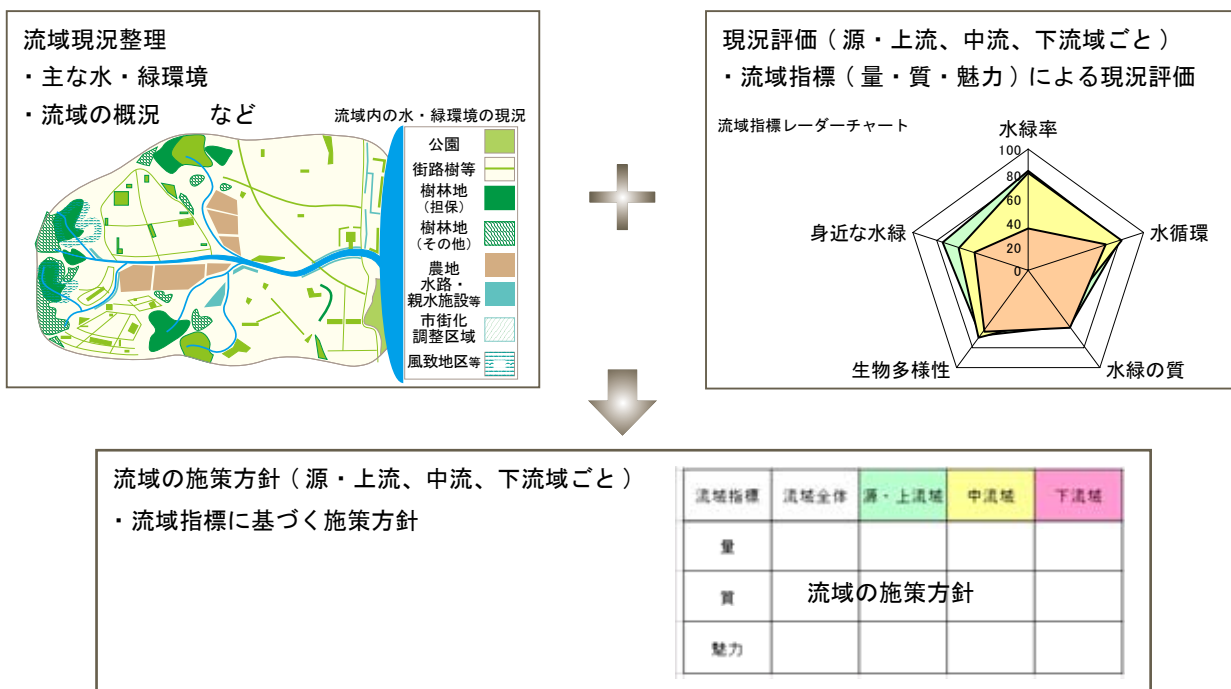 流域現況整理
・主な水・緑環境
・流域の概況　　など
流域内の水・緑環境の現況
公園
街路樹等
樹林地
（担保）
樹林地
（その他）
農地
水路・
親水施設等
市街化
調整区域
風致地区等
現況評価（源・上流、中流、下流域ごと）
・流域指標（量・質・魅力）による現況評価
流域指標レーダーチャート
水緑率
100
80
60
40
20
0
身近な水緑
水循環
生物多様性
水緑の質
流域の施策方針（源・上流、中流、下流域ごと）
・流域指標に基づく施策方針
流域指標 流域全体 源・上流域 中流域 下流域
量
質
流域の施策方針
魅力